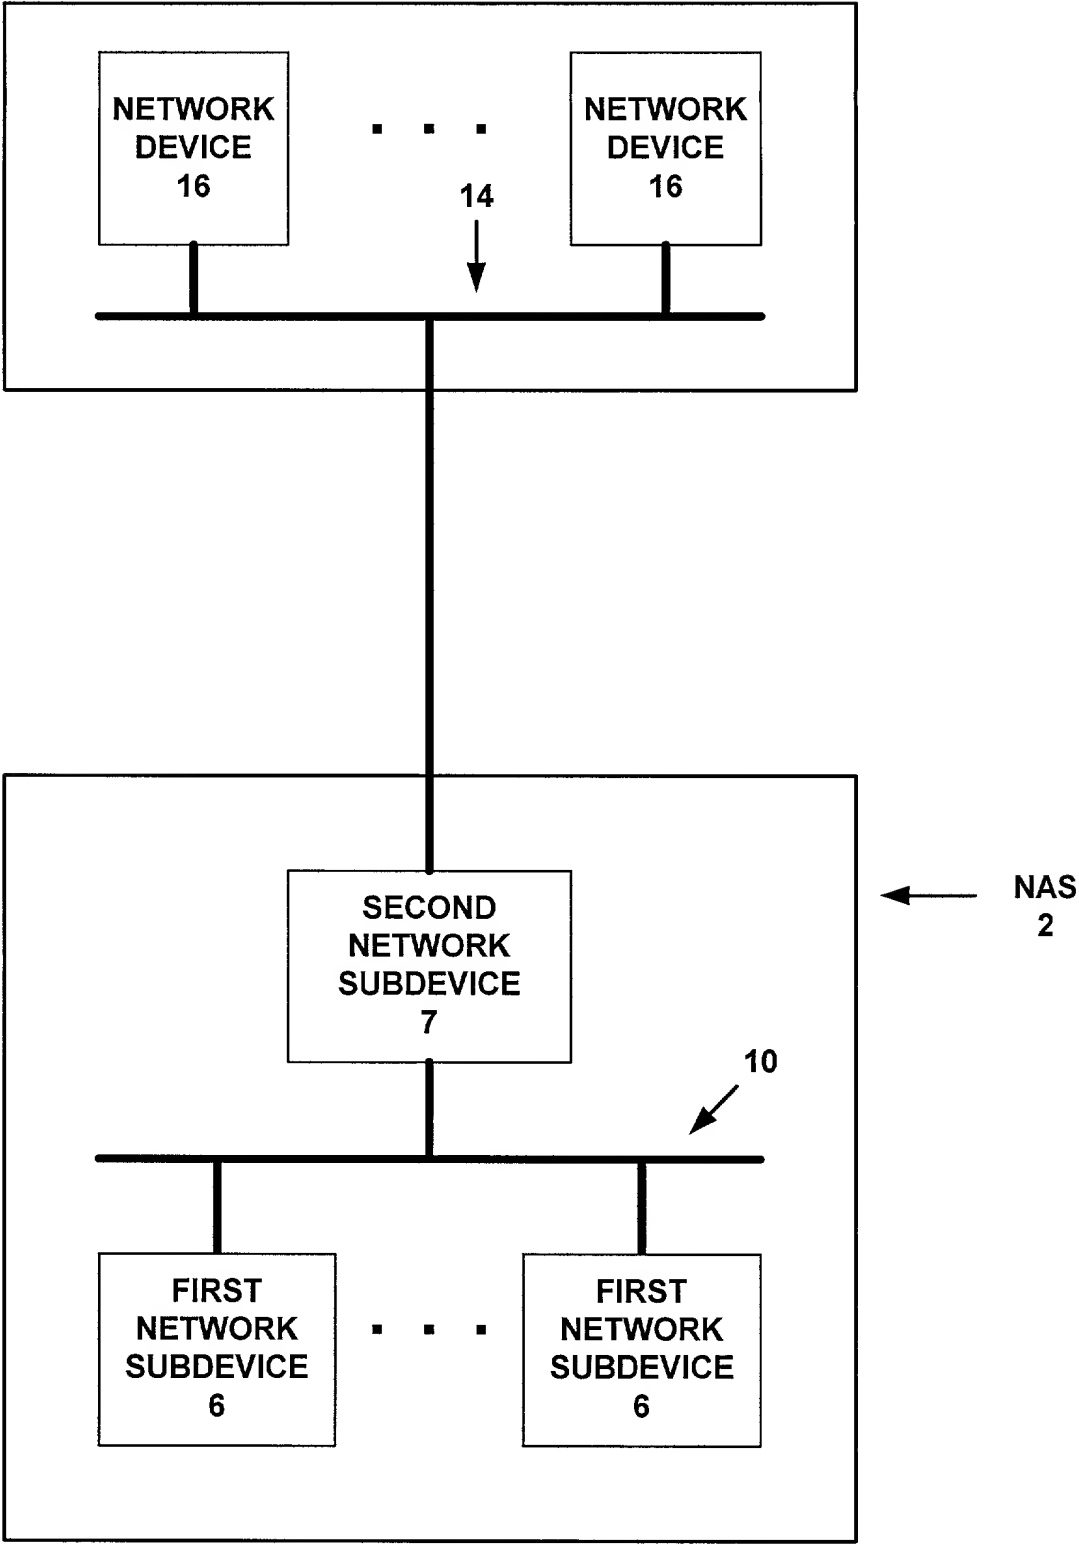 NETWORK
DEVICE
16
NETWORK
DEVICE
16
14
SECOND
NETWORK
SUBDEVICE
7
NAS
2
10
FIRST
NETWORK
SUBDEVICE
6
FIRST
NETWORK
SUBDEVICE
6